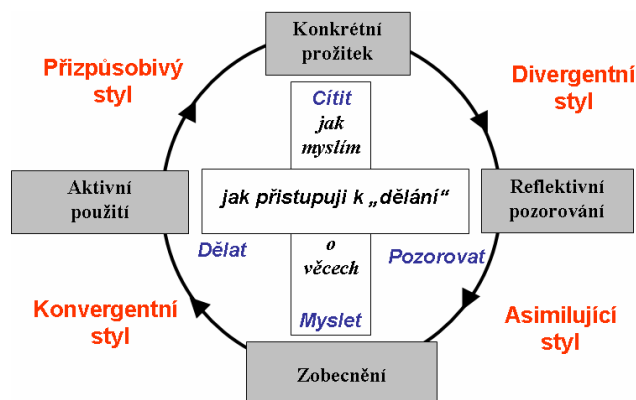 Konkrétní
prožitek
Přizpůsobivý
styl
Divergentní
styl
Cítit
jak
myslím
Aktivní
použití
jak přistupuji k „dělání“
Reflektivní
pozorování
Dělat
o
věcech
Pozorovat
Konvergentní
styl
Myslet
Asimilující
styl
Zobecnění